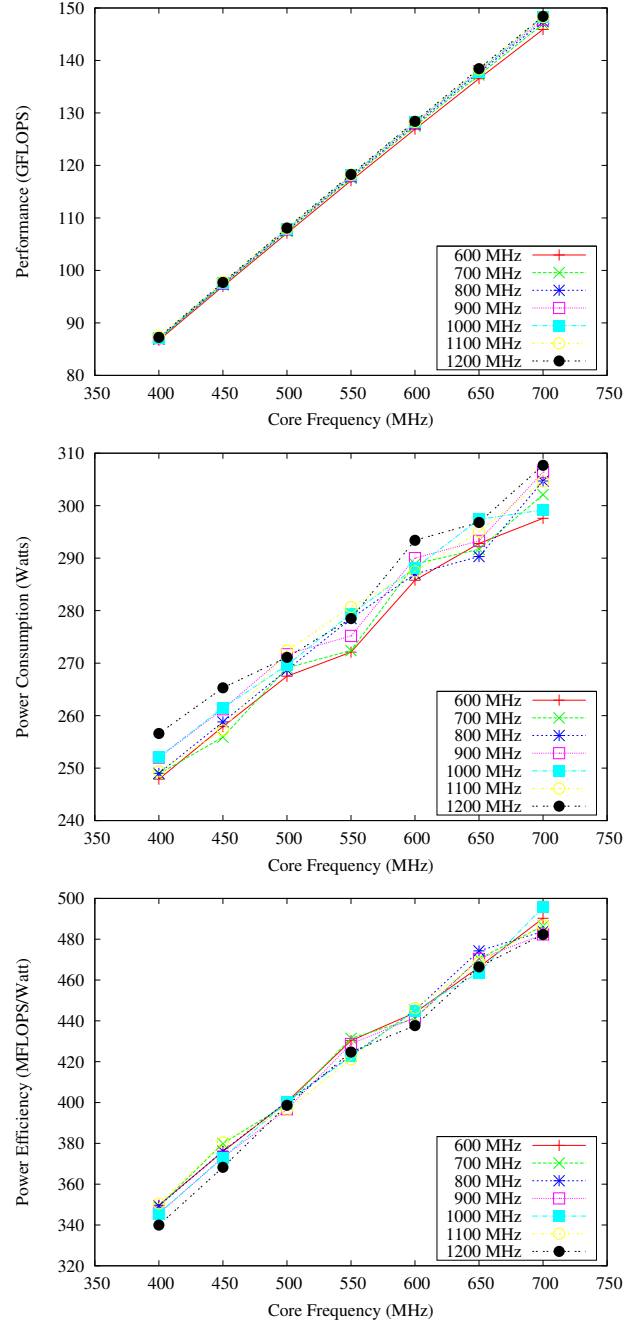 150
140
130
120
110
100
90
80
Performance (GFLOPS)
600 MHz
700 MHz
800 MHz
900 MHz
1000 MHz
1100 MHz
1200 MHz
350 400 450 500 550 600 650 700 750
Core Frequency (MHz)
310
300
290
280
270
260
250
240
Power Consumption (Watts)
600 MHz
700 MHz
800 MHz
900 MHz
1000 MHz
1100 MHz
1200 MHz
350 400 450 500 550 600 650 700 750
Core Frequency (MHz)
500
480
460
440
420
400
380
360
340
320
Power Efficiency (MFLOPS/Watt)
600 MHz
700 MHz
800 MHz
900 MHz
1000 MHz
1100 MHz
1200 MHz
350 400 450 500 550 600 650 700 750
Core Frequency (MHz)